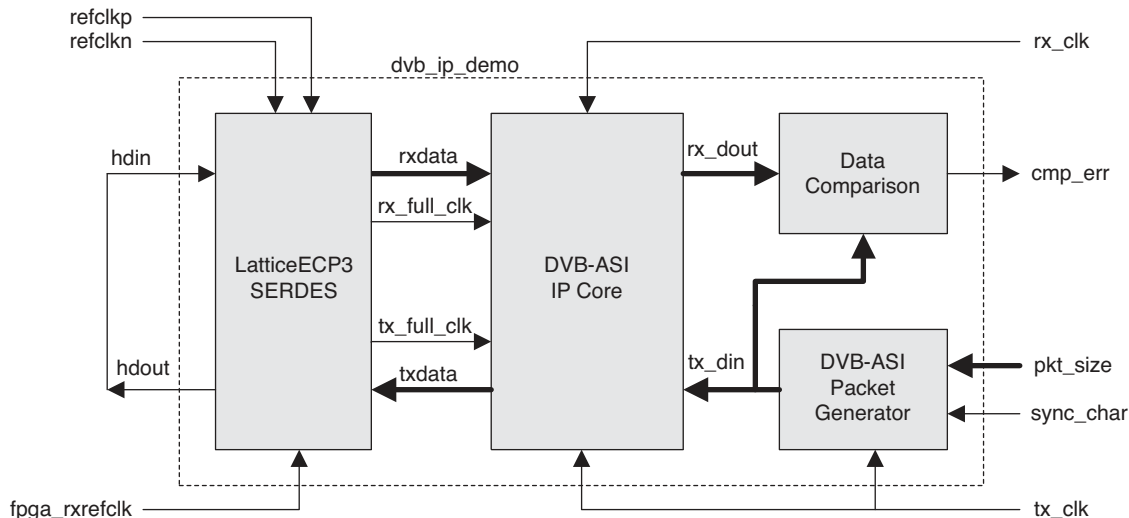 refclkp
refclkn
rx_clk
dvb_ip_demo
hdin
rxdata
rx_dout
Data
Comparison
cmp_err
rx_full_clk
LatticeECP3
SERDES
DVB-ASI
IP Core
tx_full_clk
hdout
txdata
tx_din
DVB-ASI
Packet
Generator
pkt_size
sync_char
fpga_rxrefclk
tx_clk